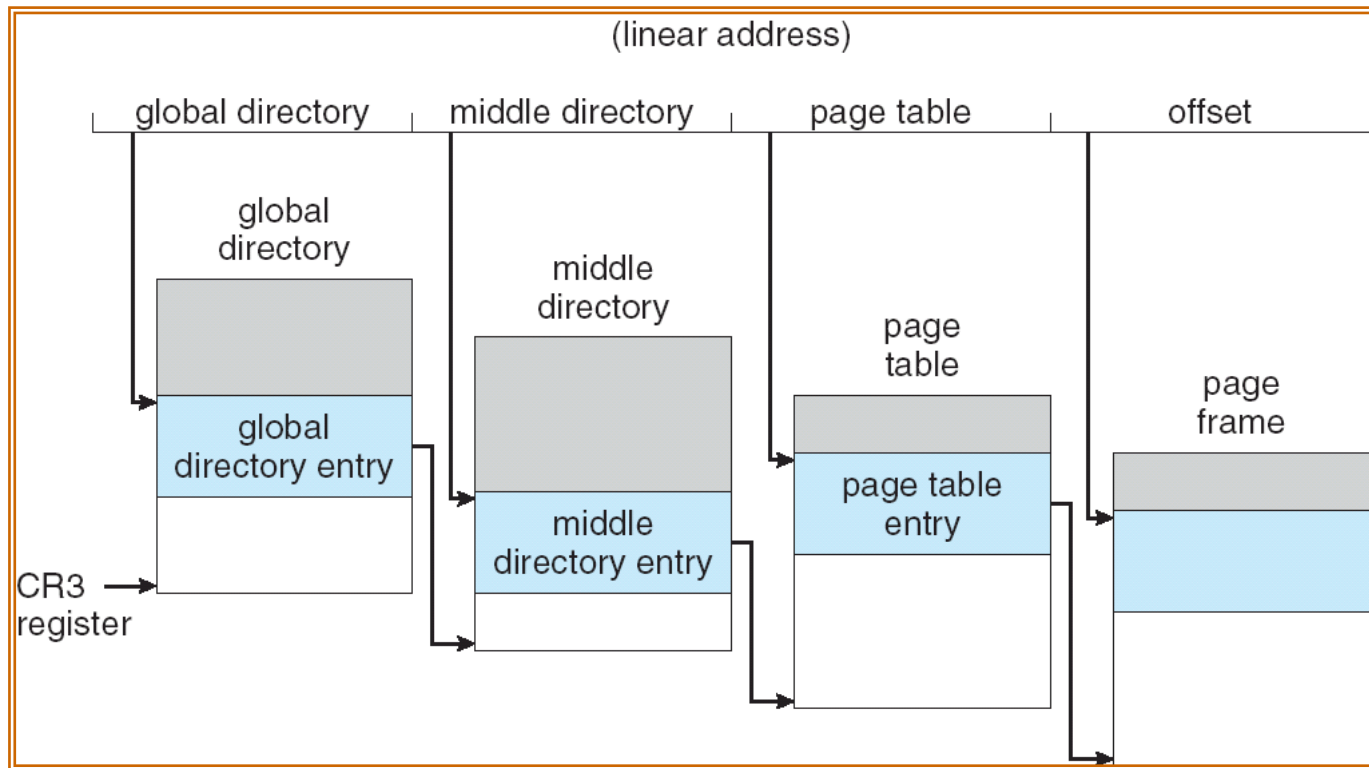 (linear address)
global directory
middle directory
page table
offset
global
directory
middle
directory
page
table
page
frame
global
directory entry
middle
directory entry
page table
entry
CR3
register